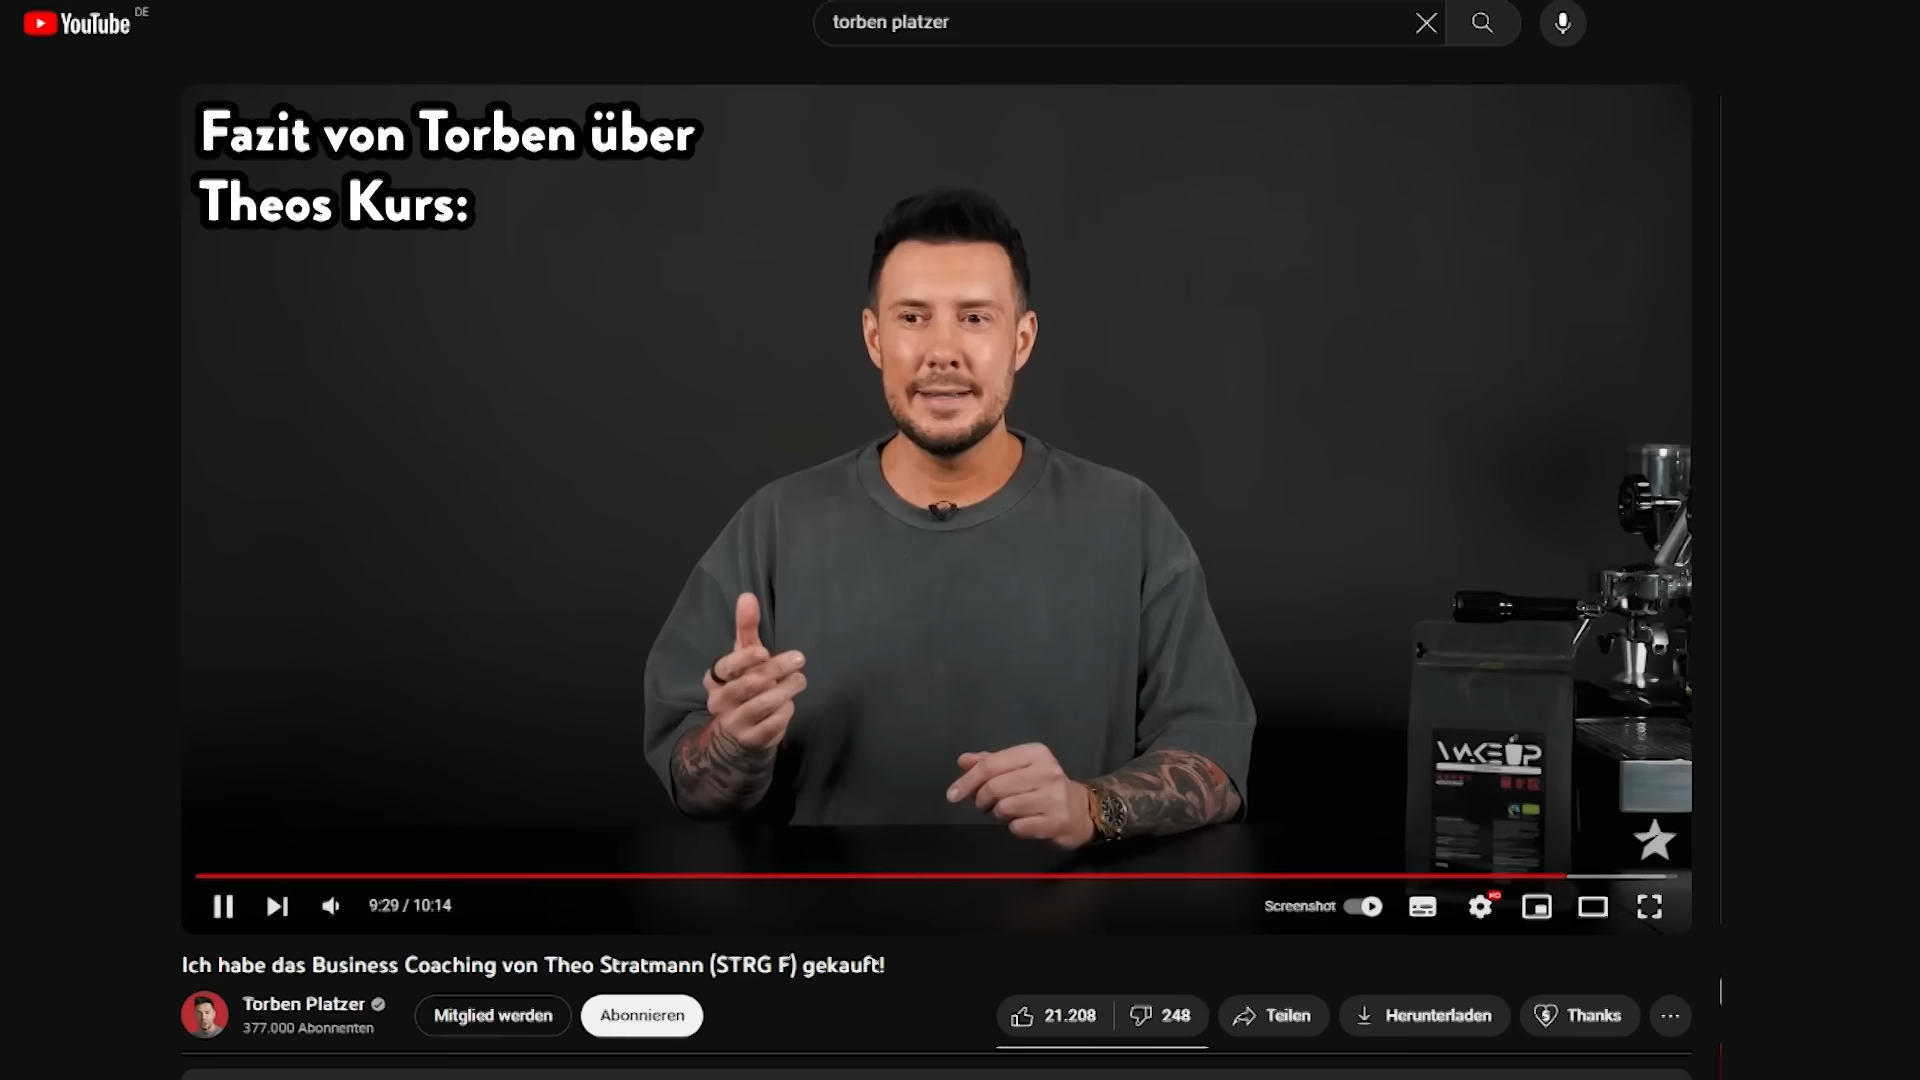 YouTube DE
torben platzer
Fazit von Torben über
Theos Kurs:
WAKEUP
9:29 / 10:14
Screenshot
HD
Ich habe das Business Coaching von Theo Stratmann (STRG F) gekauft!
Torben Platzer
377.000 Abonnenten
Mitglied werden
Abonnieren
21.208
248
Teilen
Herunterladen
Thanks